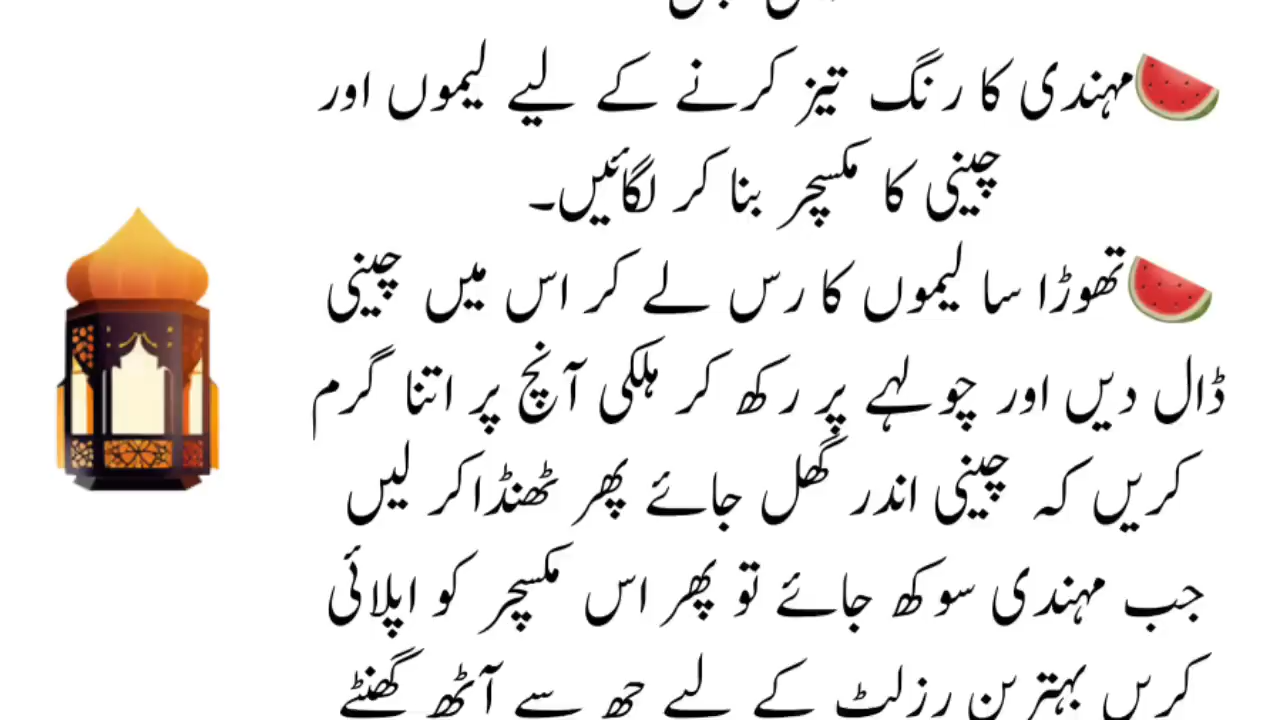 مہندی کا رنگ تیز کرنے کے لیے لیموں اور
چینی کا مکسچر بنا کر لگائیں۔
تھوڑا سا لیموں کا رس لے کر اس میں چینی
ڈال دیں اور چولہے پر رکھ کر ہلکی آنچ پر اتنا گرم
کریں کہ چینی اندر گھل جائے پھر ٹھنڈا کر لیں
جب مہندی سوکھ جائے تو پھر اس مکسچر کو اپلائی
کریں بہترین رزلٹ کے لیے چھ سے آٹھ گھنٹے